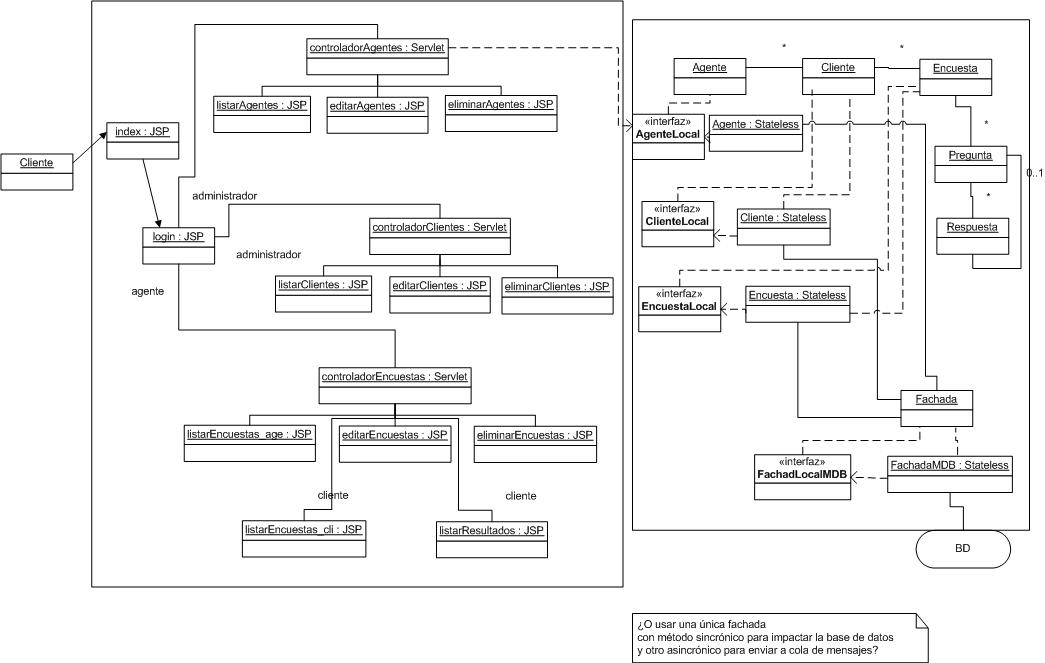 controladorAgentes : Servlet
listarAgentes : JSP
editarAgentes : JSP
eliminarAgentes : JSP
index : JSP
Cliente
administrador
login : JSP
controladorClientes : Servlet
administrador
listarClientes : JSP
editarClientes : JSP
eliminarClientes : JSP
agente
controladorEncuestas : Servlet
listarEncuestas_age : JSP
editarEncuestas : JSP
eliminarEncuestas : JSP
cliente
cliente
listarEncuestas_cli : JSP
listarResultados : JSP
*
*
Agente
Cliente
Encuesta
«interfaz»
AgenteLocal
Agente : Stateless
*
Pregunta
0..1
*
«interfaz»
ClienteLocal
Cliente : Stateless
Respuesta
«interfaz»
EncuestaLocal
Encuesta : Stateless
Fachada
«interfaz»
FachadLocalMDB
FachadaMDB : Stateless
BD
¿O usar una única fachada
con método sincrónico para impactar la base de datos
y otro asincrónico para enviar a cola de mensajes?